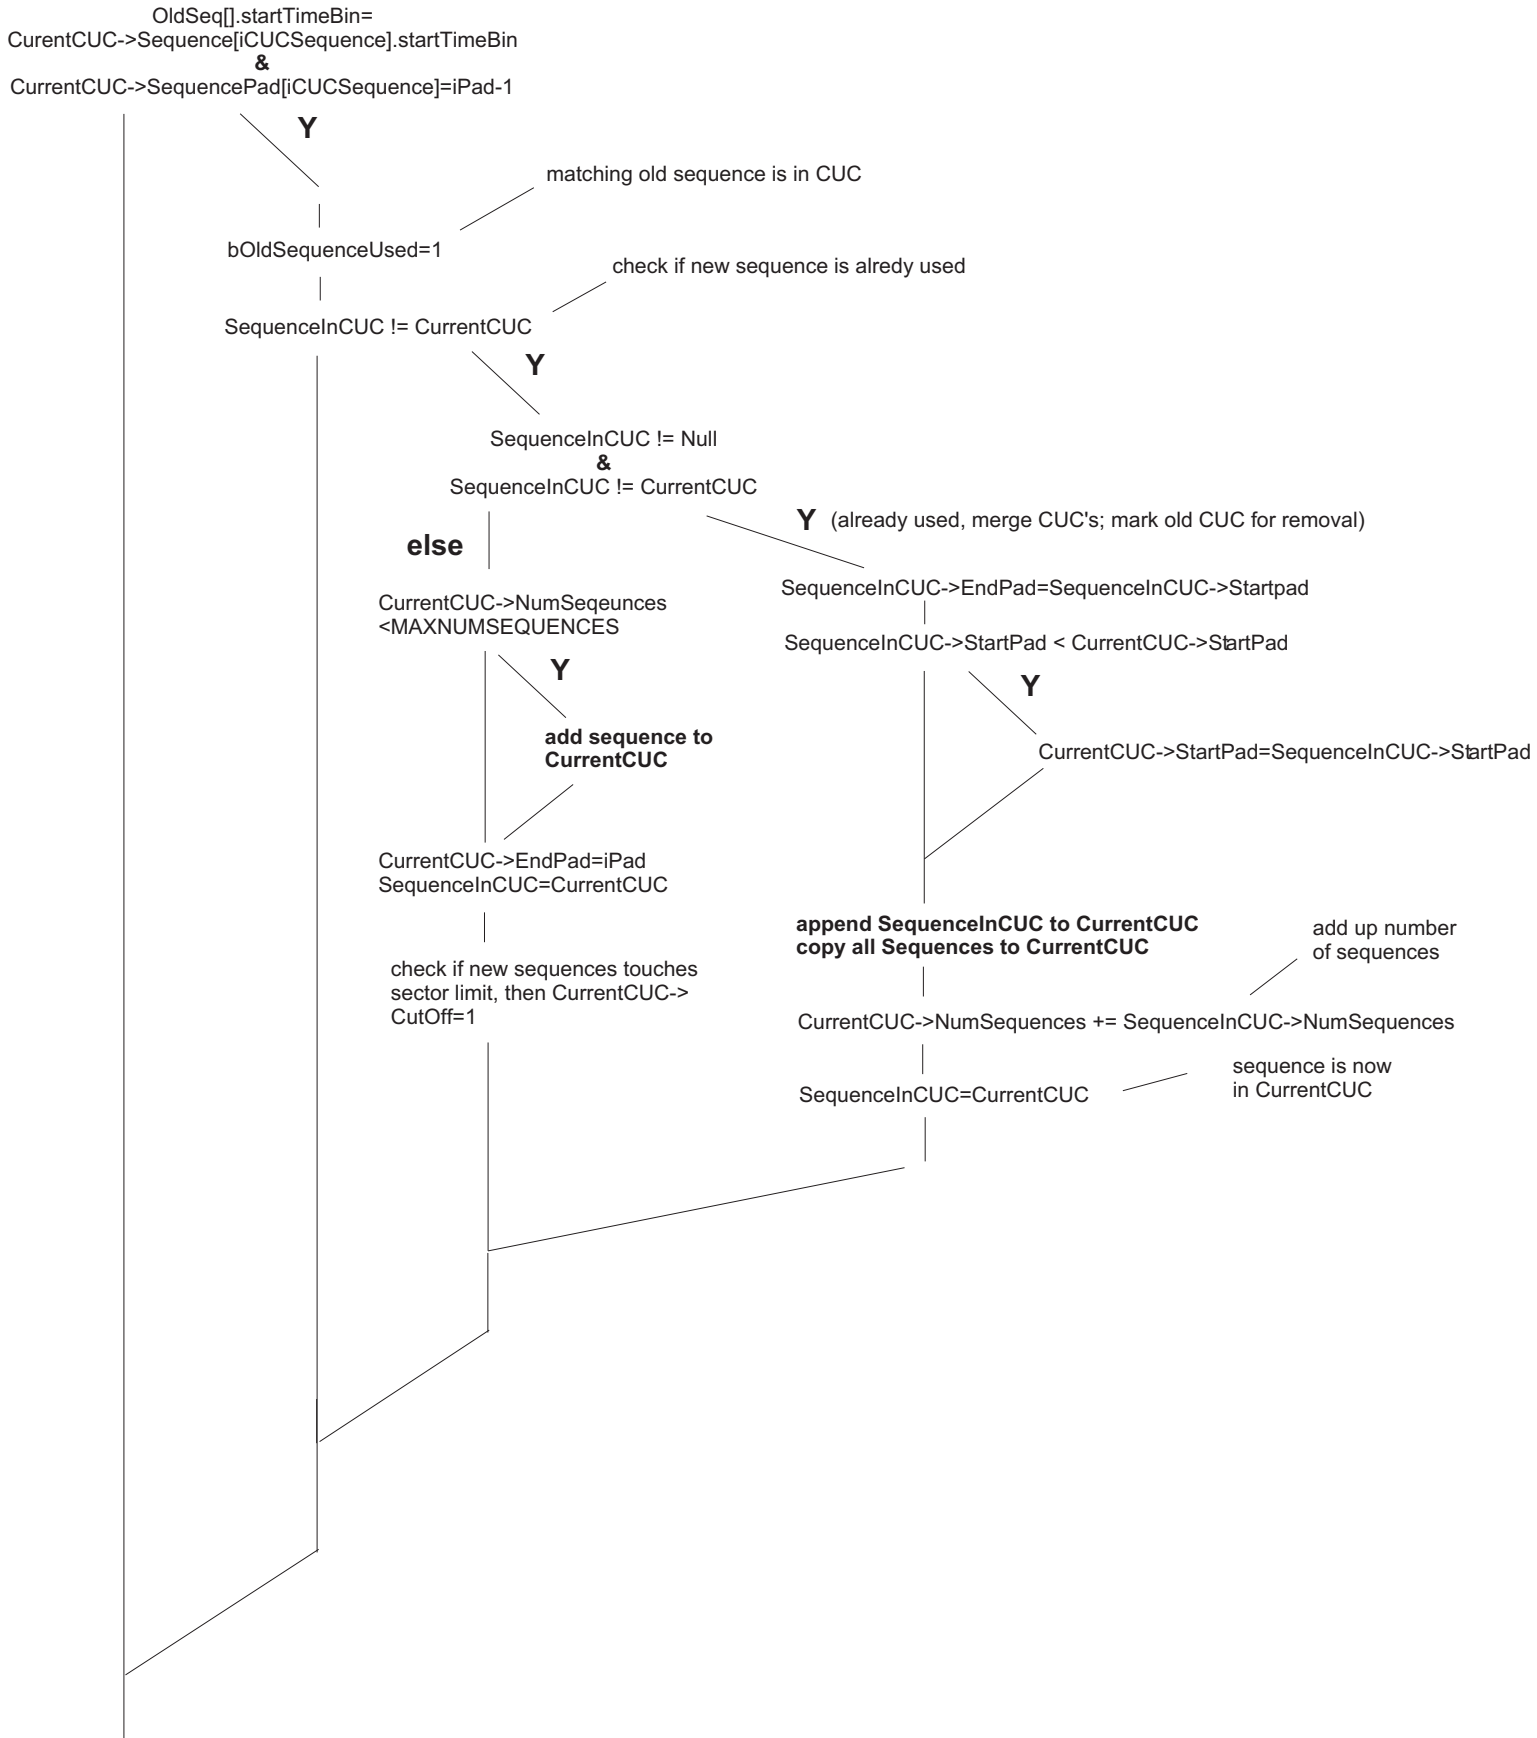 OldSeq[].startTimeBin=
CurentCUC->Sequence[iCUCSequence].startTimeBin
&
CurrentCUC->SequencePad[iCUCSequence]=iPad-1
Y
matching old sequence is in CUC
bOldSequenceUsed=1
check if new sequence is alredy used
SequenceInCUC != CurrentCUC
Y
SequenceInCUC != Null
&
SequenceInCUC != CurrentCUC
Y (already used, merge CUC's; mark old CUC for removal)
else
SequenceInCUC->EndPad=SequenceInCUC->Startpad
CurrentCUC->NumSeqeunces
<MAXNUMSEQUENCES
SequenceInCUC->StartPad < CurrentCUC->StartPad
Y
Y
add sequence to
CurrentCUC
CurrentCUC->StartPad=SequenceInCUC->StartPad
CurrentCUC->EndPad=iPad
SequenceInCUC=CurrentCUC
append SequenceInCUC to CurrentCUC
copy all Sequences to CurrentCUC
add up number
of sequences
check if new sequences touches
sector limit, then CurrentCUC->
CutOff=1
CurrentCUC->NumSequences += SequenceInCUC->NumSequences
SequenceInCUC=CurrentCUC
sequence is now
in CurrentCUC